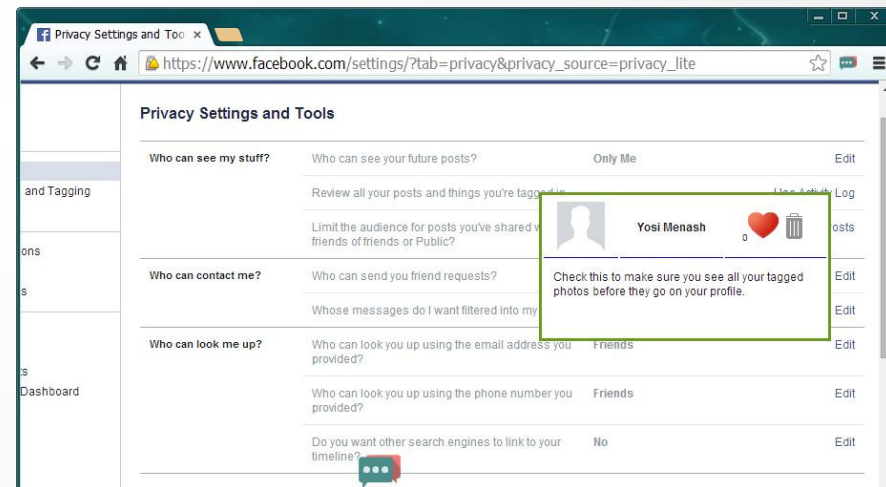 Privacy Settings and Too
https://www.facebook.com/settings/?tab=privacy&privacy_source=privacy_lite
Privacy Settings and Tools
Who can see my stuff? Who can see your future posts? Only Me Edit
and Tagging Review all your posts and things you're tagged in Use Activity Log
Limit the audience for posts you've shared osts
friends of friends or Public?
Yosi Menash 0
ons
Who can contact me? Who can send you friend requests? Edit
Check this to make sure you see all your tagged
photos before they go on your profile.
s
Whose messages do I want filtered into my Edit
Who can look me up? Who can look you up using the email address you Friends Edit
provided?
ts
Dashboard Who can look you up using the phone number you Friends Edit
provided?
Do you want other search engines to link to your No Edit
timeline?